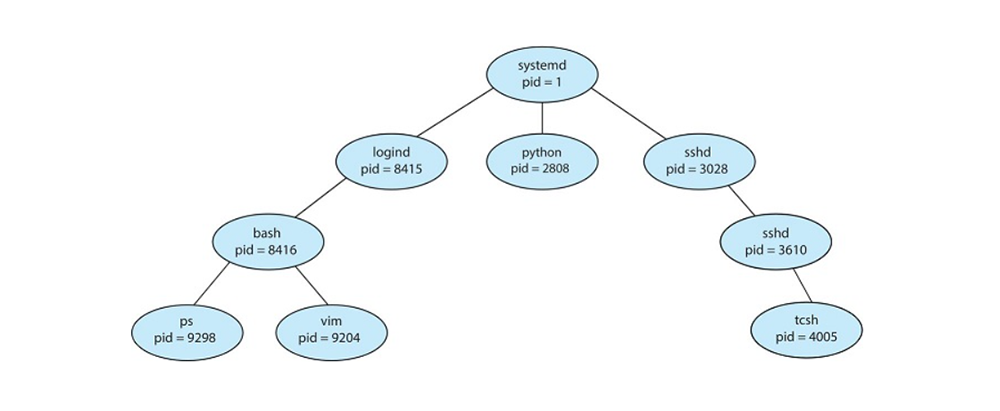 systemd
pid = 1
logind
pid = 8415
python
pid = 2808
sshd
pid = 3028
bash
pid = 8416
sshd
pid = 3610
ps
pid = 9298
vim
pid = 9204
tcsh
pid = 4005